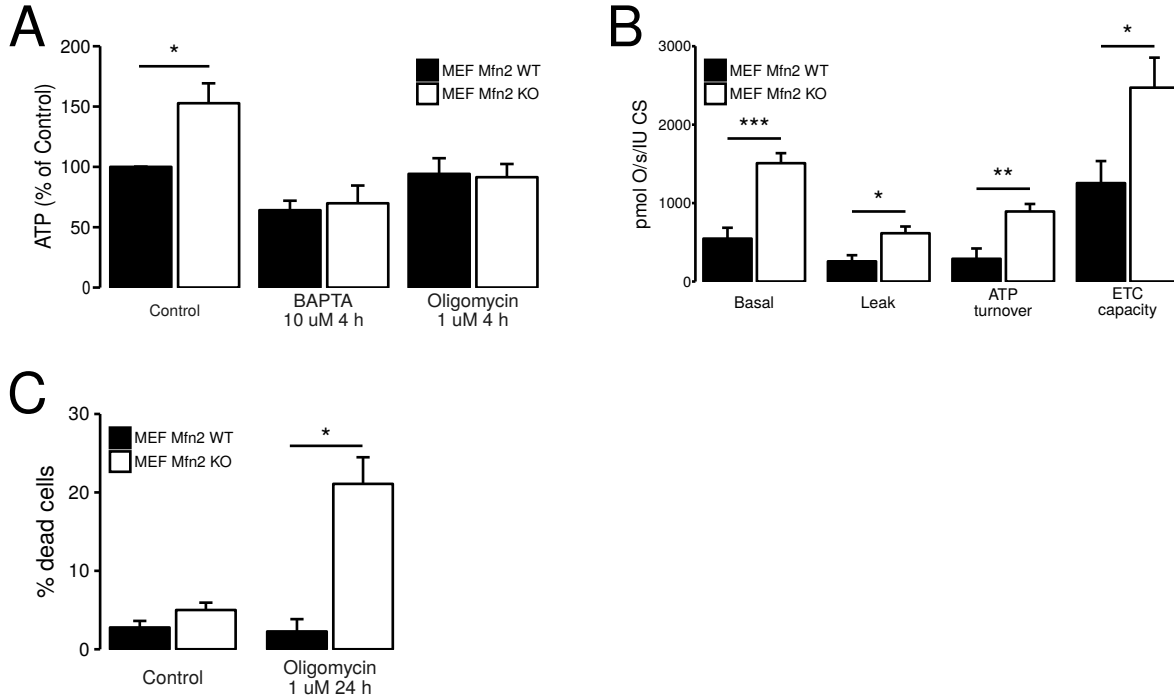 A
ATP (% of Control)
200
150
100
50
0
*
MEF Mfn2 WT
MEF Mfn2 KO
Control
BAPTA
10 uM 4 h
Oligomycin
1 uM 4 h
B
pmol O/s/IU CS
3000
2000
1000
0
MEF Mfn2 WT
MEF Mfn2 KO
***
*
**
*
Basal
Leak
ATP
turnover
ETC
capacity
C
% dead cells
30
20
10
0
MEF Mfn2 WT
MEF Mfn2 KO
*
Control
Oligomycin
1 uM 24 h